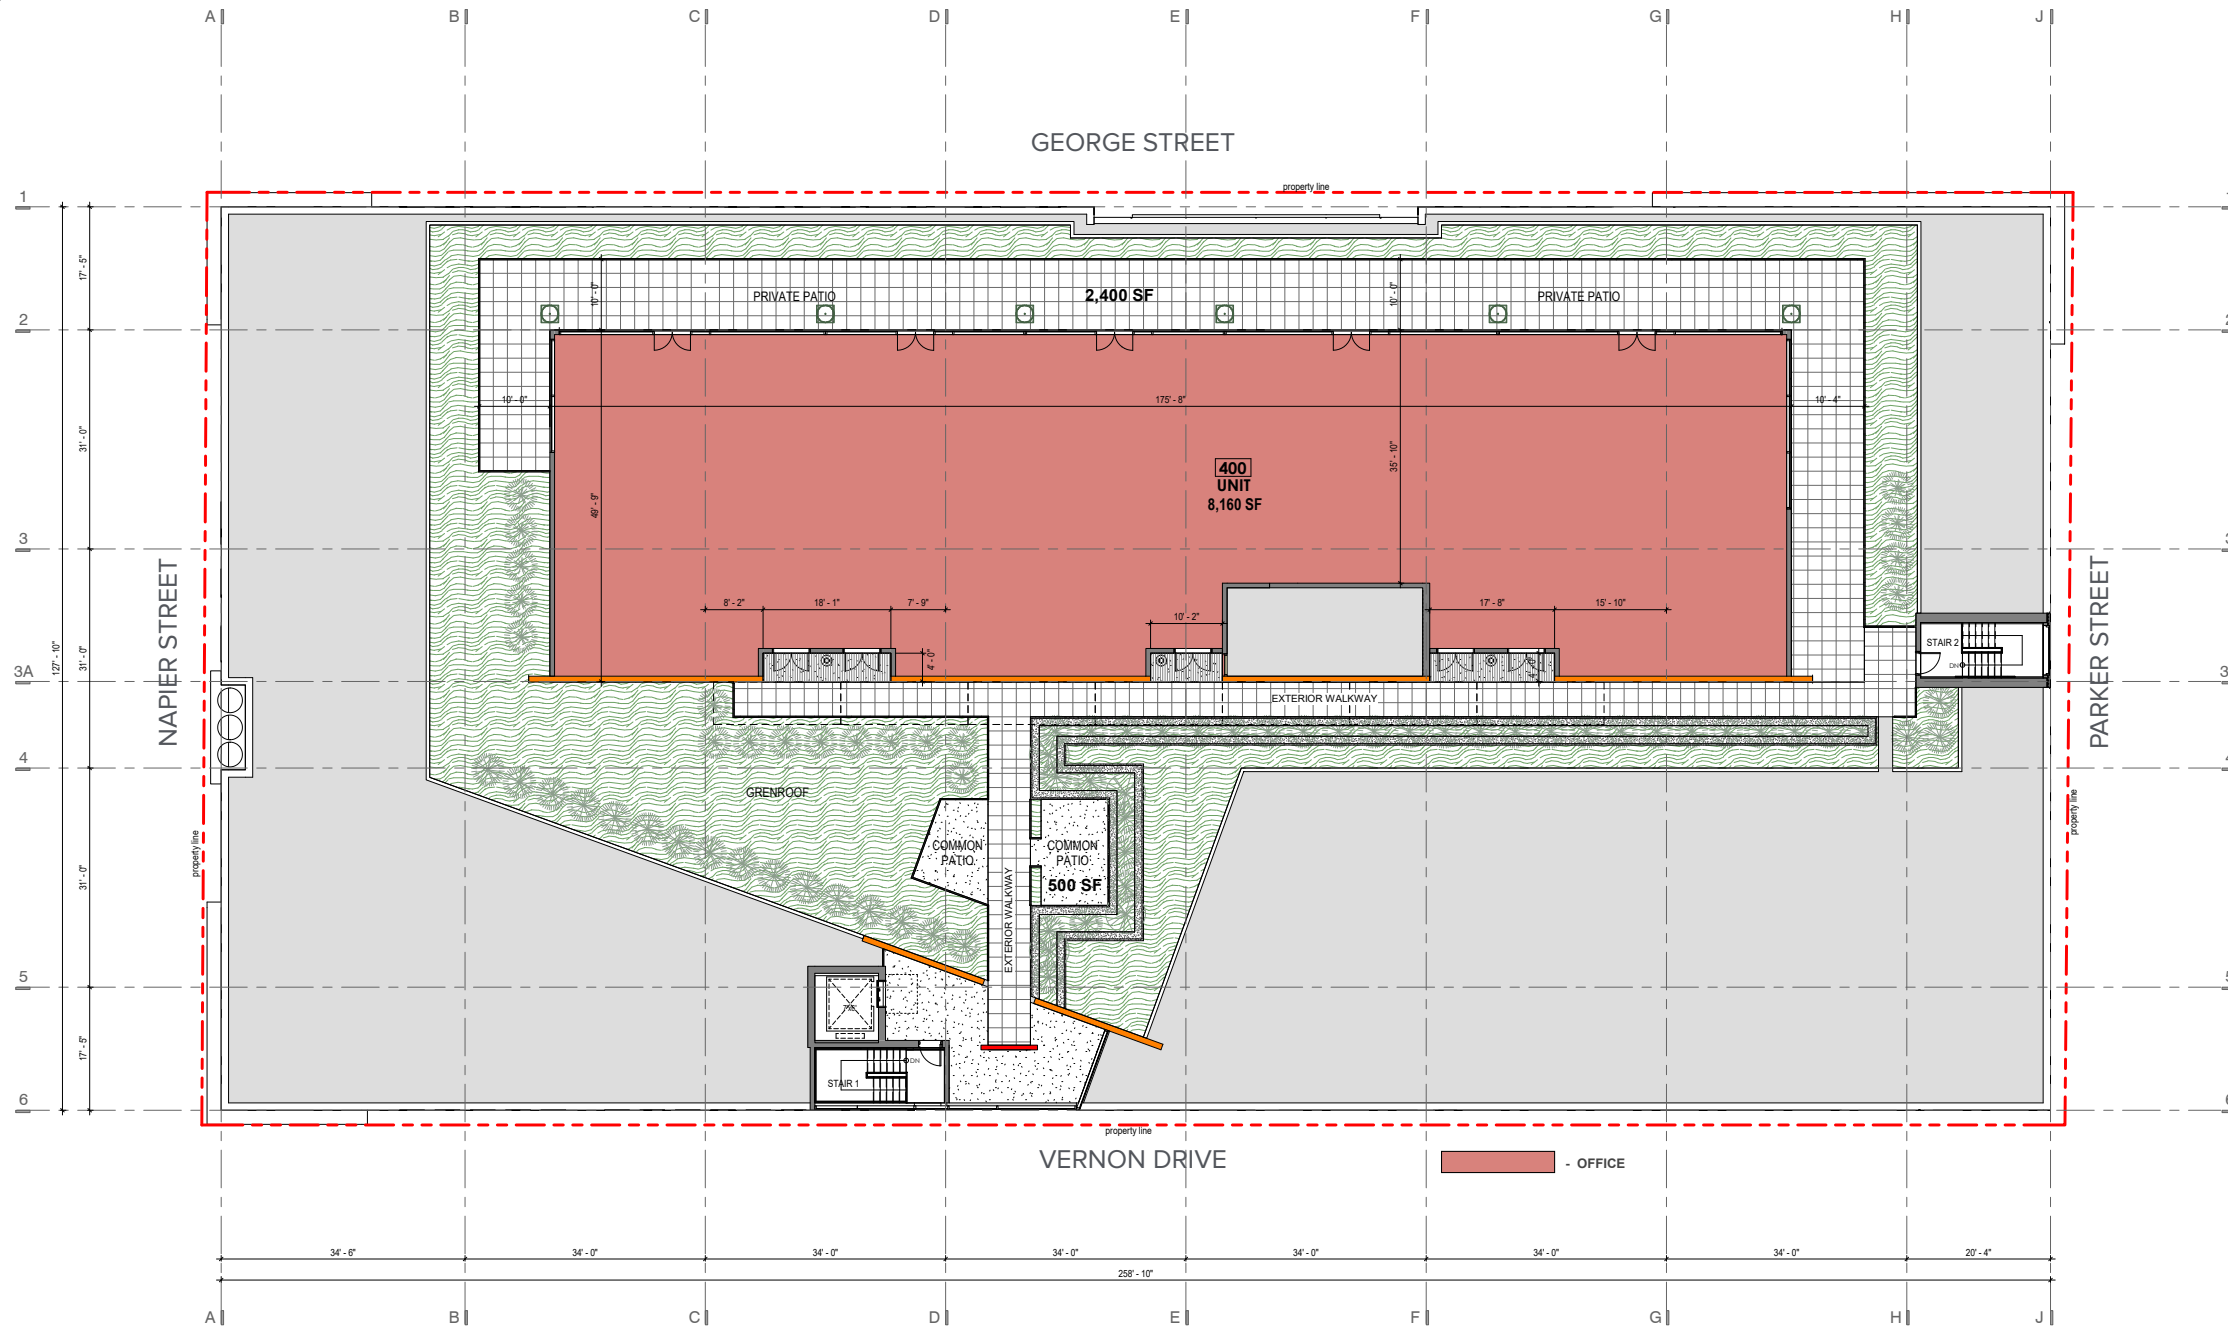 A B C D E F G H J
GEORGE STREET
property line
1
17' - 5"
10' - 0"
PRIVATE PATIO
2,400 SF
10' - 0"
PRIVATE PATIO
2
10' - 0"
175' - 8"
10' - 4"
31' - 0"
35' - 10"
400
UNIT
8,160 SF
49' - 9"
3
NAPIER STREET
PARKER STREET
8' - 2"
18' - 1"
7' - 9"
10' - 2"
17' - 8"
15' - 10"
127' - 10"
31' - 0"
4' - 0"
STAIR 2
DN
3A
EXTERIOR WALKWAY
4
GRENROOF
property line
property line
COMMON
PATIO
COMMON
PATIO
500 SF
31' - 0"
EXTERIOR WALKWAY
5
17' - 5"
DN
STAIR 1
6
property line
VERNON DRIVE
- OFFICE
34' - 6"
34' - 0"
34' - 0"
34' - 0"
34' - 0"
34' - 0"
34' - 0"
20' - 4"
258' - 10"
A B C D E F G H J